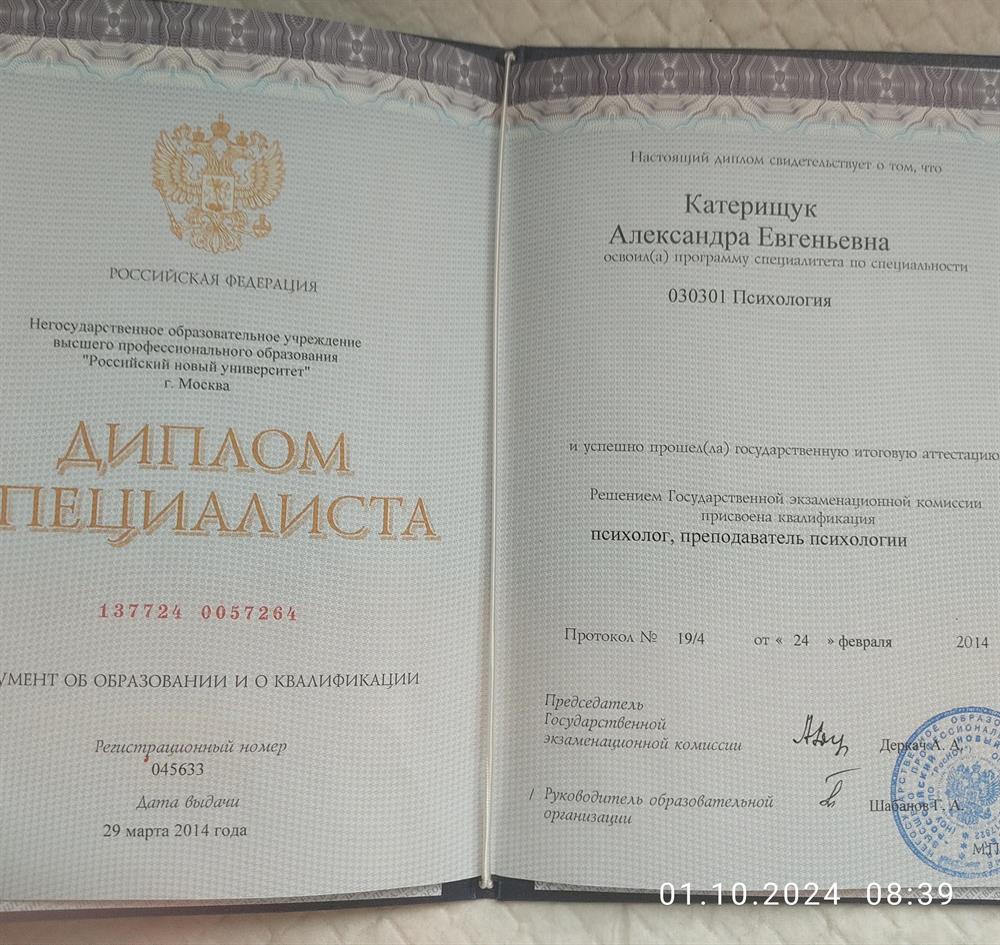 РОССИЙСКАЯ ФЕДЕРАЦИЯ
Негосударственное образовательное учреждение
высшего профессионального образования
"Российский новый университет"
г. Москва
ДИПЛОМ
ПЕЦИАЛИСТА
137724 0057264
УМЕНТ ОБ ОБРАЗОВАНИИ И О КВАЛИФИКАЦИИ
Регистрационный номер
045633
Дата выдачи
29 марта 2014 года
Настоящий диплом свидетельствует о том, что
Катерищук
Александра Евгеньевна
освоил(а) программу специалитета по специальности
030301 Психология
и успешно прошел(ла) государственную итоговую аттестацию
Решением Государственной экзаменационной комиссии
присвоена квалификация
психолог, преподаватель психологии
Протокол № 19/4 от « 24 » февраля 2014
Председатель
Государственной
экзаменационной комиссии
Деркач А. А.
/ Руководитель образовательной
организации
Шабанов Г. А.
М.П
01.10.2024 08:39